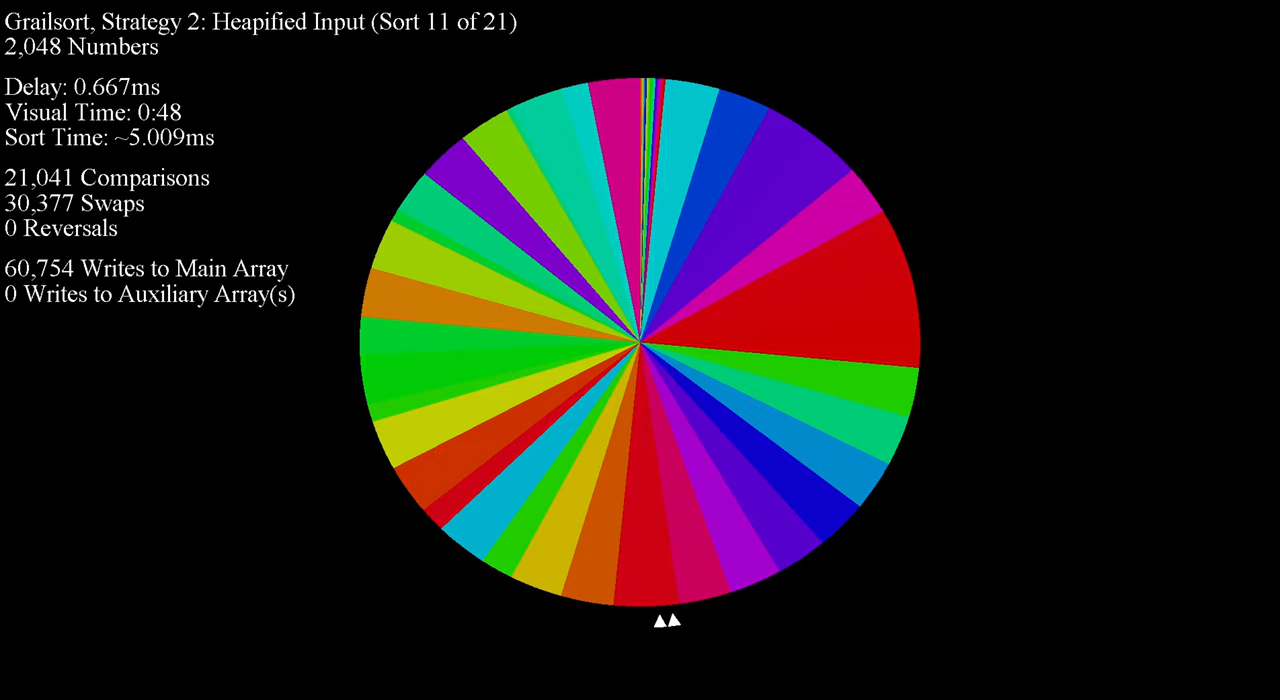 Grailsort, Strategy 2: Heapified Input (Sort 11 of 21)
2,048 Numbers
Delay: 0.667ms
Visual Time: 0:48
Sort Time: ~5.009ms
21,041 Comparisons
30,377 Swaps
0 Reversals
60,754 Writes to Main Array
0 Writes to Auxiliary Array(s)